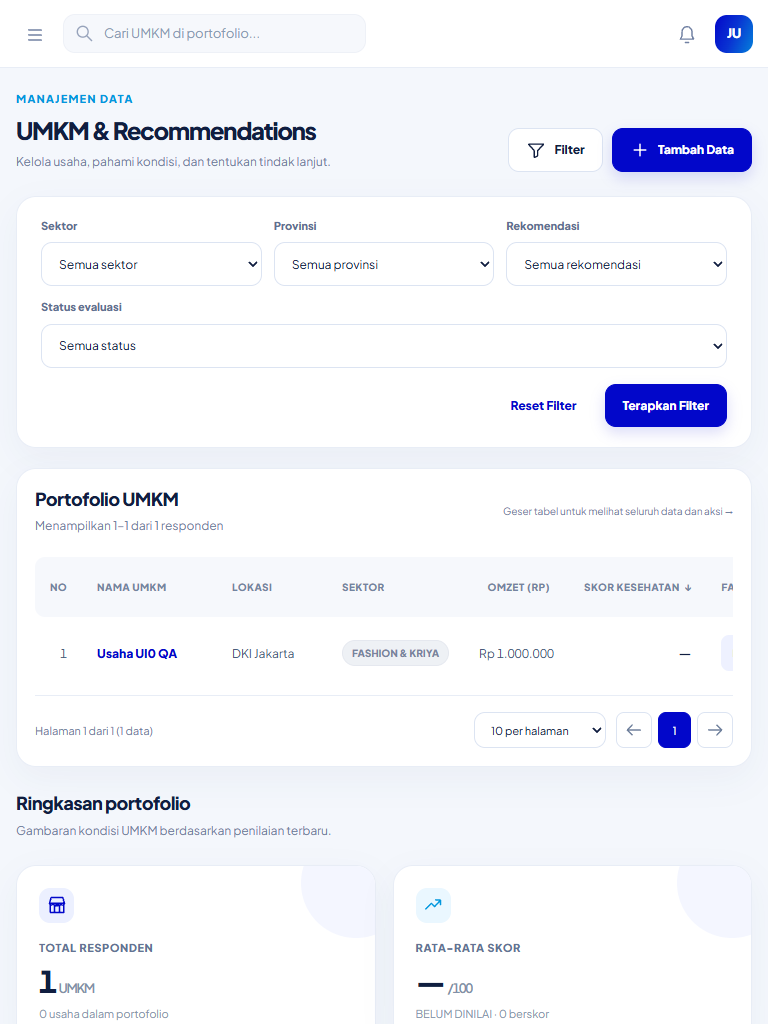 Cari UMKM di portofolio...
JU
MANAJEMEN DATA
UMKM & Recommendations
Kelola usaha, pahami kondisi, dan tentukan tindak lanjut.
Filter
Tambah Data
Sektor
Provinsi
Rekomendasi
Semua sektor
Semua provinsi
Semua rekomendasi
Status evaluasi
Semua status
Reset Filter
Terapkan Filter
Portofolio UMKM
Menampilkan 1–1 dari 1 responden
Geser tabel untuk melihat seluruh data dan aksi →
NO NAMA UMKM LOKASI SEKTOR OMZET (RP) SKOR KESEHATAN ↓ FA
1 Usaha UI0 QA DKI Jakarta FASHION & KRIYA Rp 1.000.000 —
Halaman 1 dari 1 (1 data)
10 per halaman
← 1 →
Ringkasan portofolio
Gambaran kondisi UMKM berdasarkan penilaian terbaru.
TOTAL RESPONDEN
1 UMKM
0 usaha dalam portofolio
RATA-RATA SKOR
— /100
BELUM DINILAI · 0 berskor